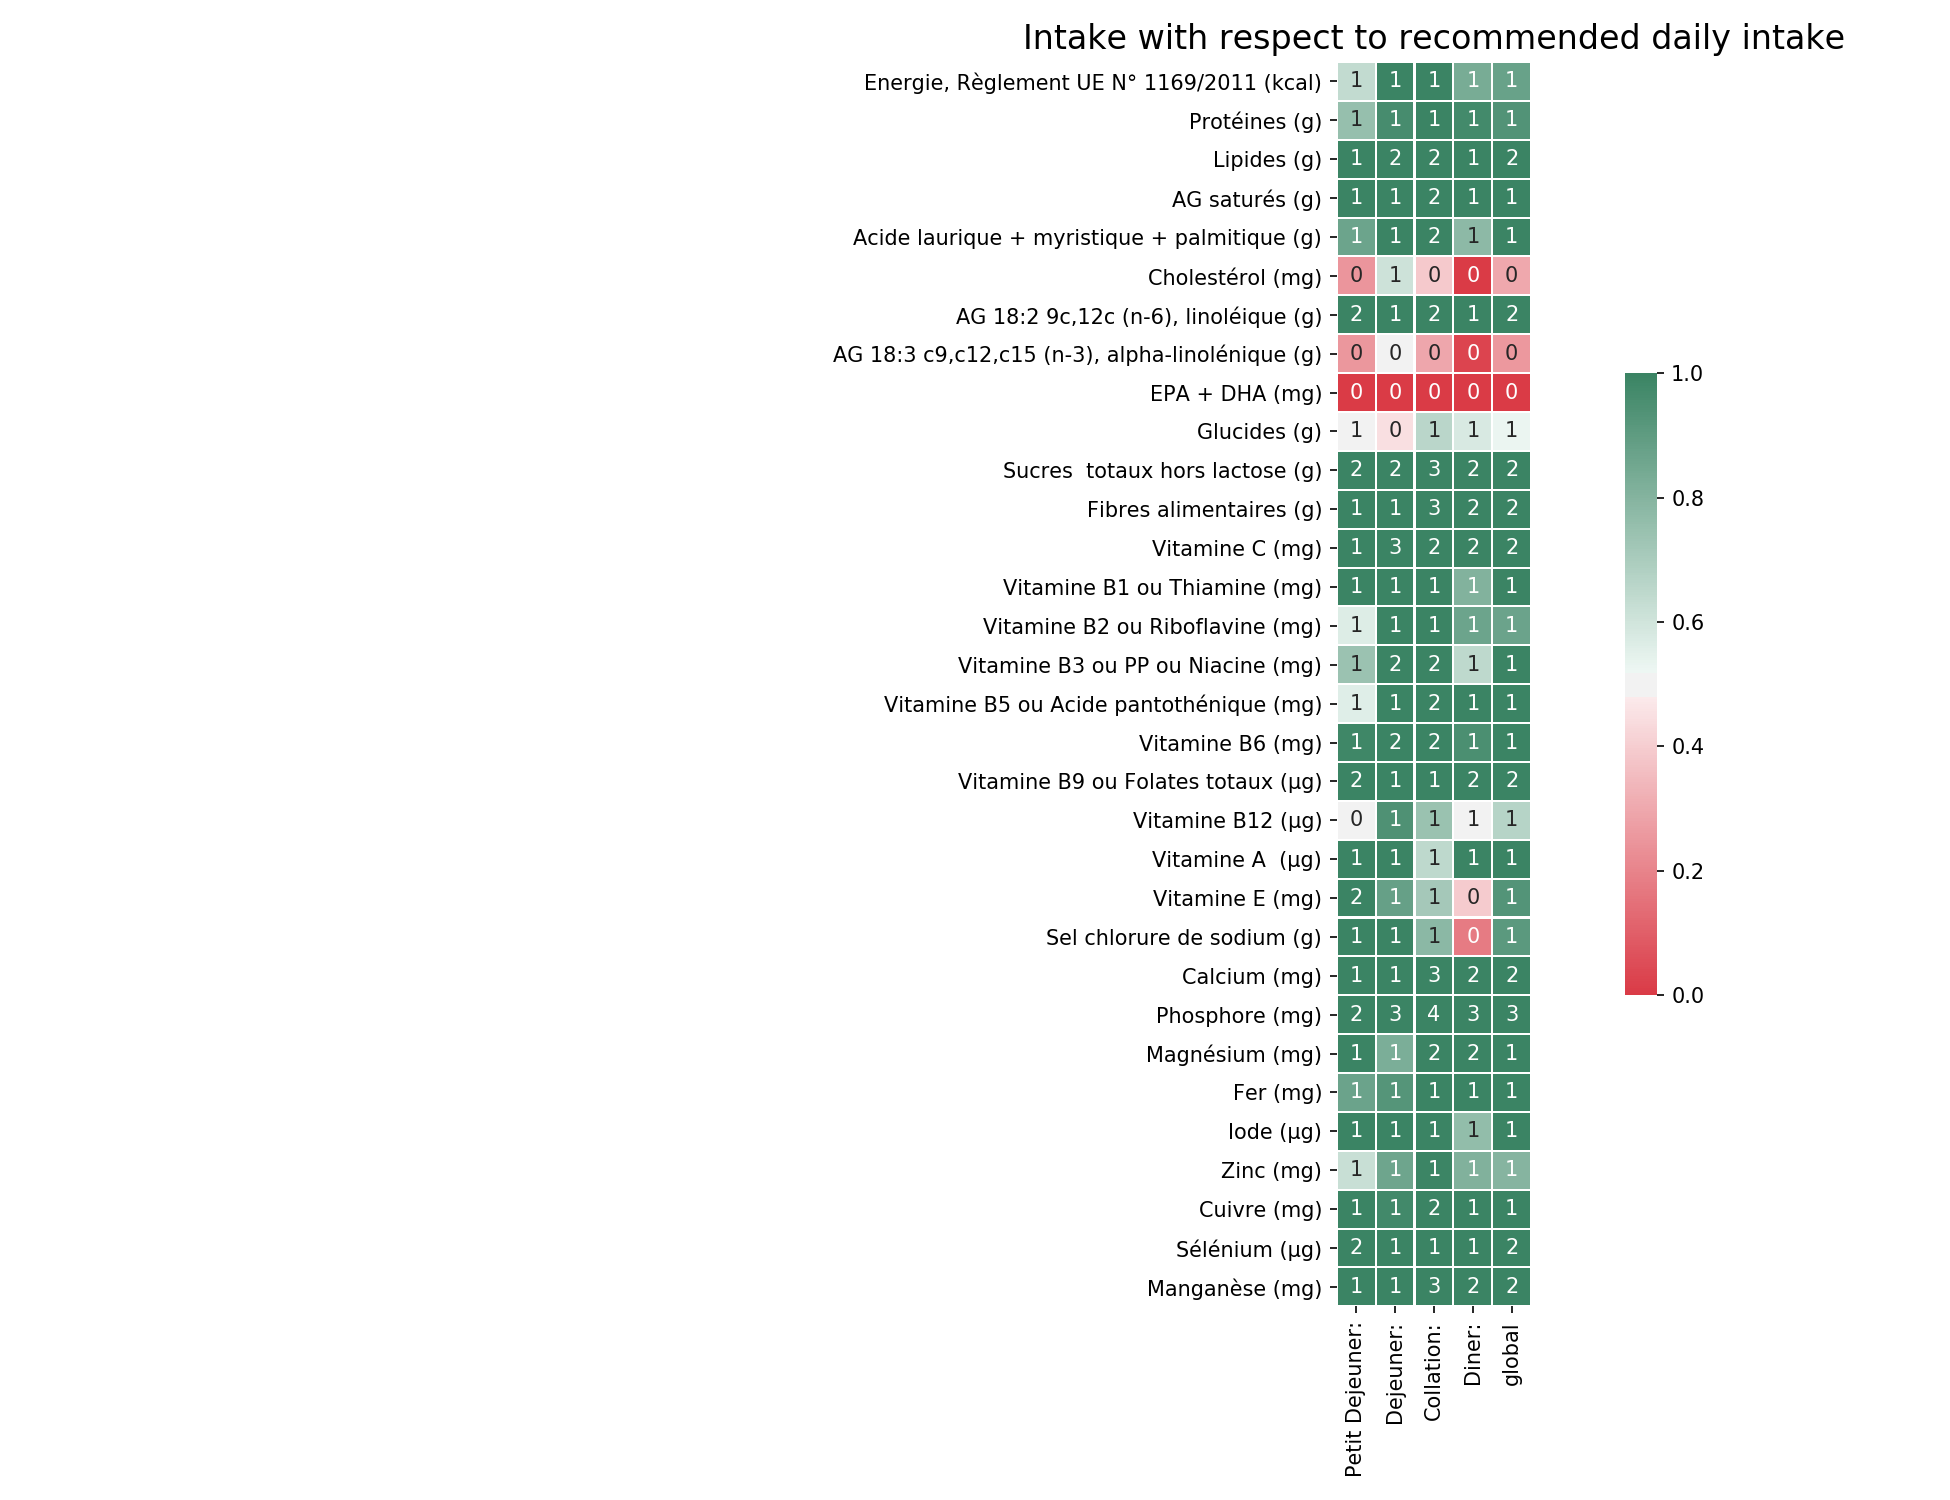 Intake with respect to recommended daily intake
Energie, Règlement UE N° 1169/2011 (kcal) 1 1 1 1 1
Protéines (g) 1 1 1 1 1
Lipides (g) 1 2 2 1 2
AG saturés (g) 1 1 2 1 1
Acide laurique + myristique + palmitique (g) 1 1 2 1 1
Cholestérol (mg) 0 1 0 0 0
AG 18:2 9c,12c (n-6), linoléique (g) 2 1 2 1 2
AG 18:3 c9,c12,c15 (n-3), alpha-linolénique (g) 0 0 0 0 0
EPA + DHA (mg) 0 0 0 0 0
Glucides (g) 1 0 1 1 1
Sucres  totaux hors lactose (g) 2 2 3 2 2
Fibres alimentaires (g) 1 1 3 2 2
Vitamine C (mg) 1 3 2 2 2
Vitamine B1 ou Thiamine (mg) 1 1 1 1 1
Vitamine B2 ou Riboflavine (mg) 1 1 1 1 1
Vitamine B3 ou PP ou Niacine (mg) 1 2 2 1 1
Vitamine B5 ou Acide pantothénique (mg) 1 1 2 1 1
Vitamine B6 (mg) 1 2 2 1 1
Vitamine B9 ou Folates totaux (µg) 2 1 1 2 2
Vitamine B12 (µg) 0 1 1 1 1
Vitamine A  (µg) 1 1 1 1 1
Vitamine E (mg) 2 1 1 0 1
Sel chlorure de sodium (g) 1 1 1 0 1
Calcium (mg) 1 1 3 2 2
Phosphore (mg) 2 3 4 3 3
Magnésium (mg) 1 1 2 2 1
Fer (mg) 1 1 1 1 1
Iode (µg) 1 1 1 1 1
Zinc (mg) 1 1 1 1 1
Cuivre (mg) 1 1 2 1 1
Sélénium (µg) 2 1 1 1 2
Manganèse (mg) 1 1 3 2 2
Petit Dejeuner:
Dejeuner:
Collation:
Diner:
global
1.0
0.8
0.6
0.4
0.2
0.0